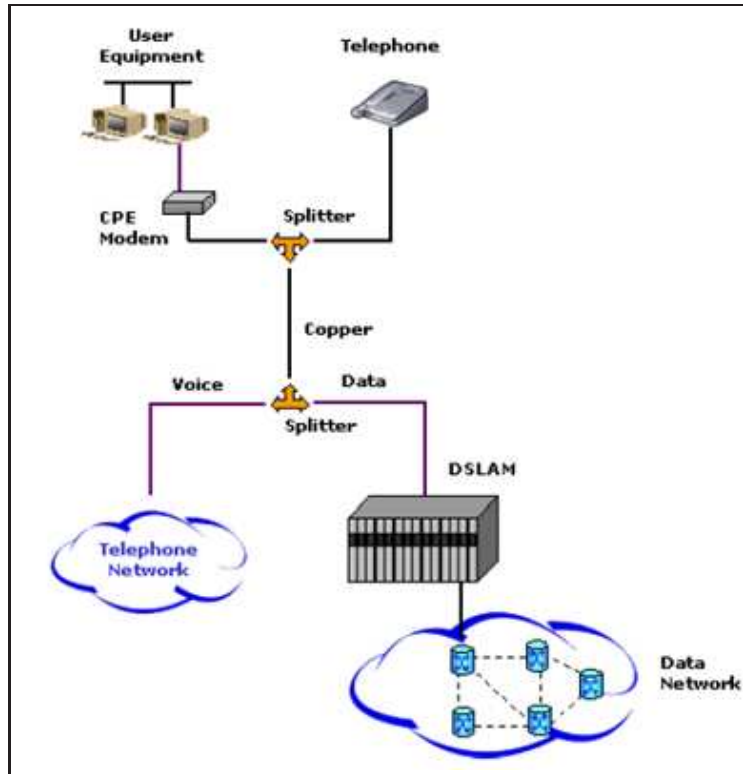 User
Equipment
Telephone
CPE
Modem
Splitter
Copper
Voice
Data
Splitter
DSLAM
Telephone
Network
Data
Network